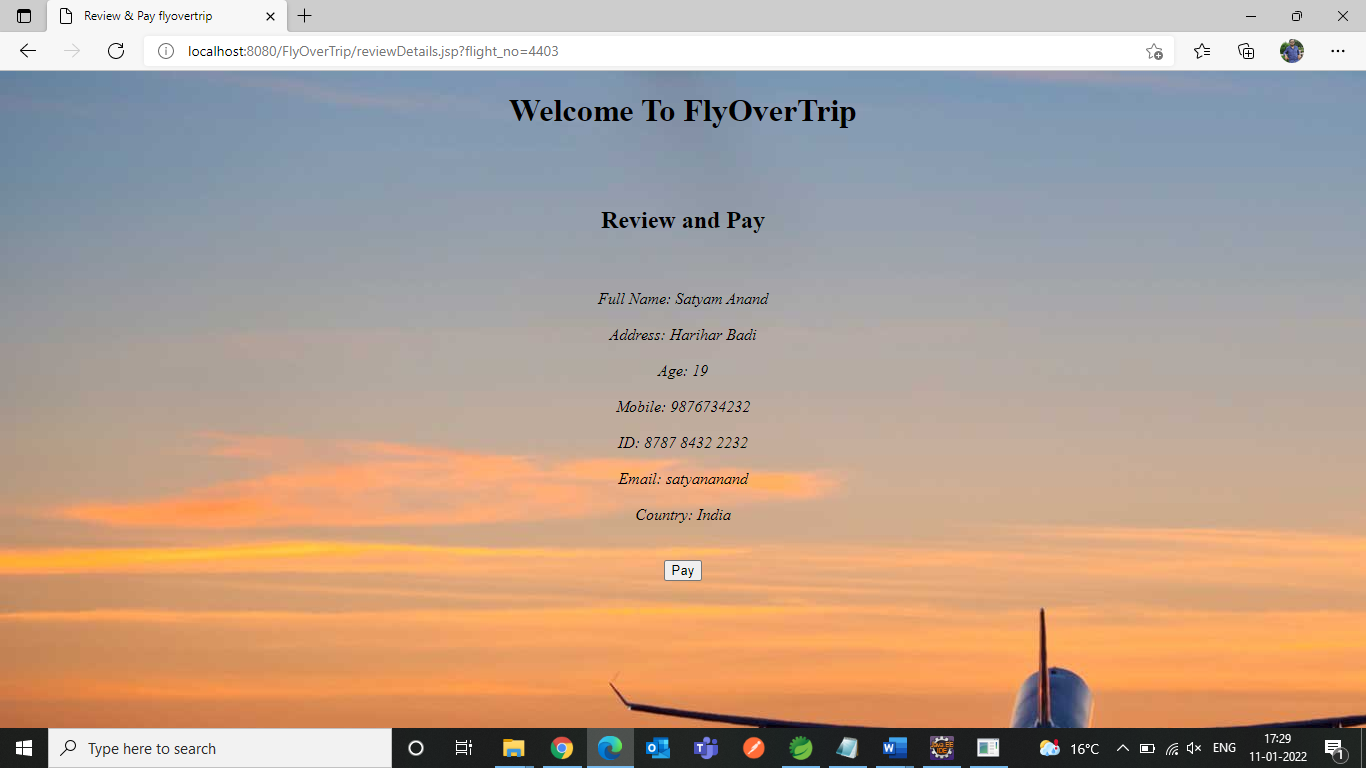 Review & Pay flyovertrip
localhost:8080/FlyOverTrip/reviewDetails.jsp?flight_no=4403
Welcome To FlyOverTrip
Review and Pay
Full Name: Satyam Anand
Address: Harihar Badi
Age: 19
Mobile: 9876734232
ID: 8787 8432 2232
Email: satyananand
Country: India
Pay
Type here to search
16°C
ENG
17:29
11-01-2022
1